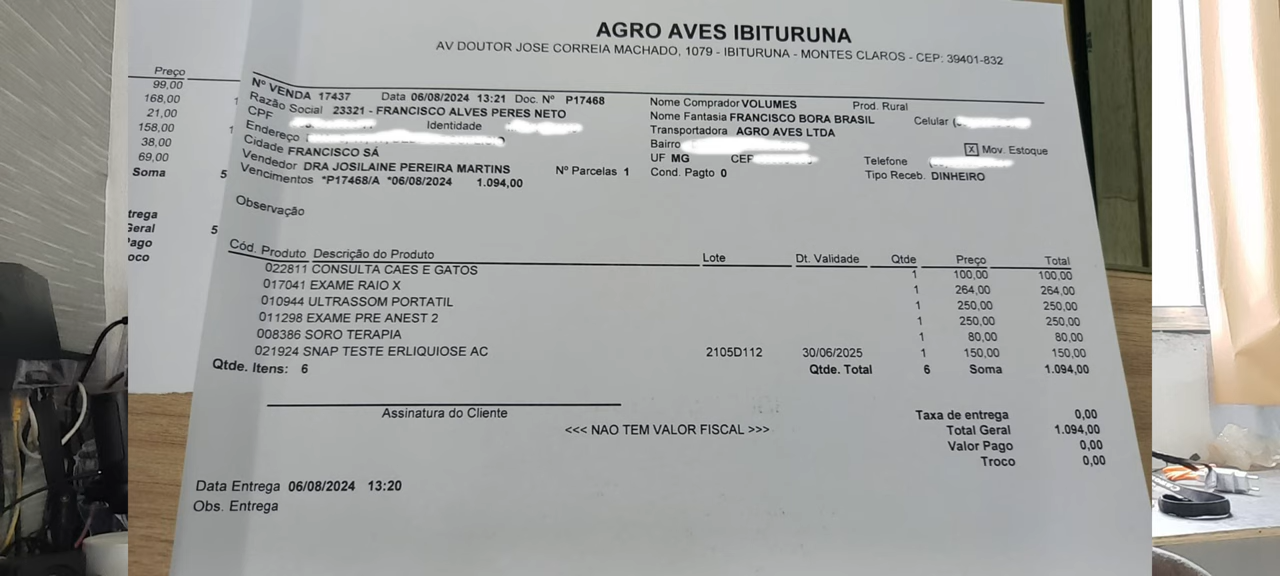 AGRO AVES IBITURUNA
AV DOUTOR JOSE CORREIA MACHADO, 1079 - IBITURUNA - MONTES CLAROS - CEP: 39401-832
Nº VENDA 17437 Data 06/08/2024 13:21 Doc. Nº P17468 Nome Comprador VOLUMES Prod. Rural
Razão Social 23321 - FRANCISCO ALVES PERES NETO Nome Fantasia FRANCISCO BORA BRASIL Celular (
CPF Identidade Transportadora AGRO AVES LTDA
Endereço Bairro X Mov. Estoque
Cidade FRANCISCO SÁ UF MG CEP Telefone
Vendedor DRA JOSILAINE PEREIRA MARTINS Nº Parcelas 1 Cond. Pagto 0 Tipo Receb. DINHEIRO
Vencimentos *P17468/A *06/08/2024 1.094,00
Observação
Cód. Produto Descrição do Produto Lote Dt. Validade Qtde Preço Total
022811 CONSULTA CAES E GATOS 1 100,00 100,00
017041 EXAME RAIO X 1 264,00 264,00
010944 ULTRASSOM PORTATIL 1 250,00 250,00
011298 EXAME PRE ANEST 2 1 250,00 250,00
008386 SORO TERAPIA 1 80,00 80,00
021924 SNAP TESTE ERLIQUIOSE AC 2105D112 30/06/2025 1 150,00 150,00
Qtde. Itens: 6 Qtde. Total 6 Soma 1.094,00
Assinatura do Cliente
<<< NAO TEM VALOR FISCAL >>>
Taxa de entrega 0,00
Total Geral 1.094,00
Valor Pago 0,00
Troco 0,00
Data Entrega 06/08/2024 13:20
Obs. Entrega
Preço
99,00
168,00 1
21,00
158,00 1
38,00
69,00
Soma 5
trega
Geral 5
Pago
oco